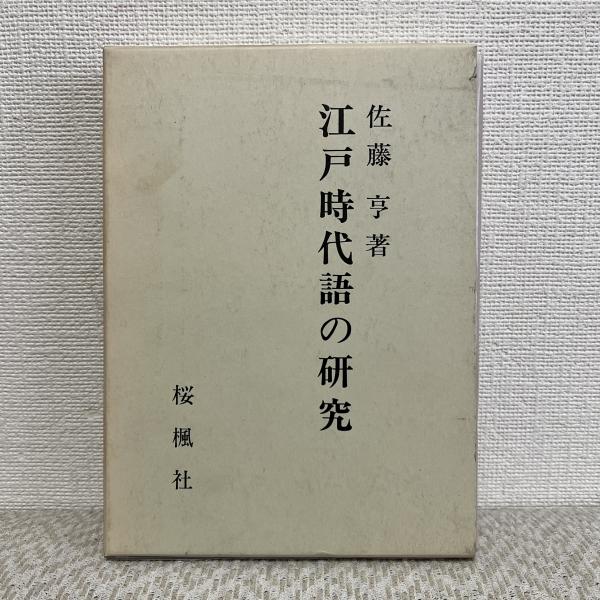 佐藤 亨 著
江戸時代語の研究
桜楓社